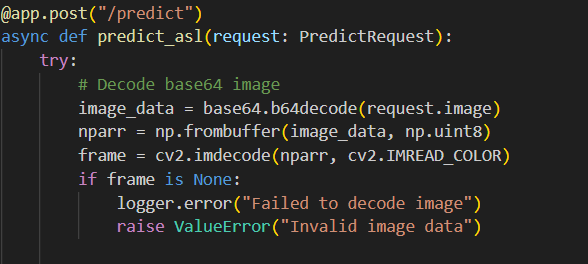 @app.post("/predict")
async def predict_asl(request: PredictRequest):
    try:
        # Decode base64 image
        image_data = base64.b64decode(request.image)
        nparr = np.frombuffer(image_data, np.uint8)
        frame = cv2.imdecode(nparr, cv2.IMREAD_COLOR)
        if frame is None:
            logger.error("Failed to decode image")
            raise ValueError("Invalid image data")